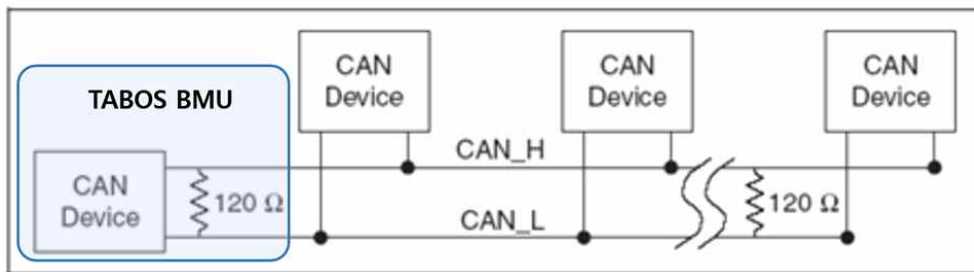 TABOS BMU
CAN
Device
120 Ω
CAN
Device
CAN_H
CAN_L
CAN
Device
120 Ω
CAN
Device